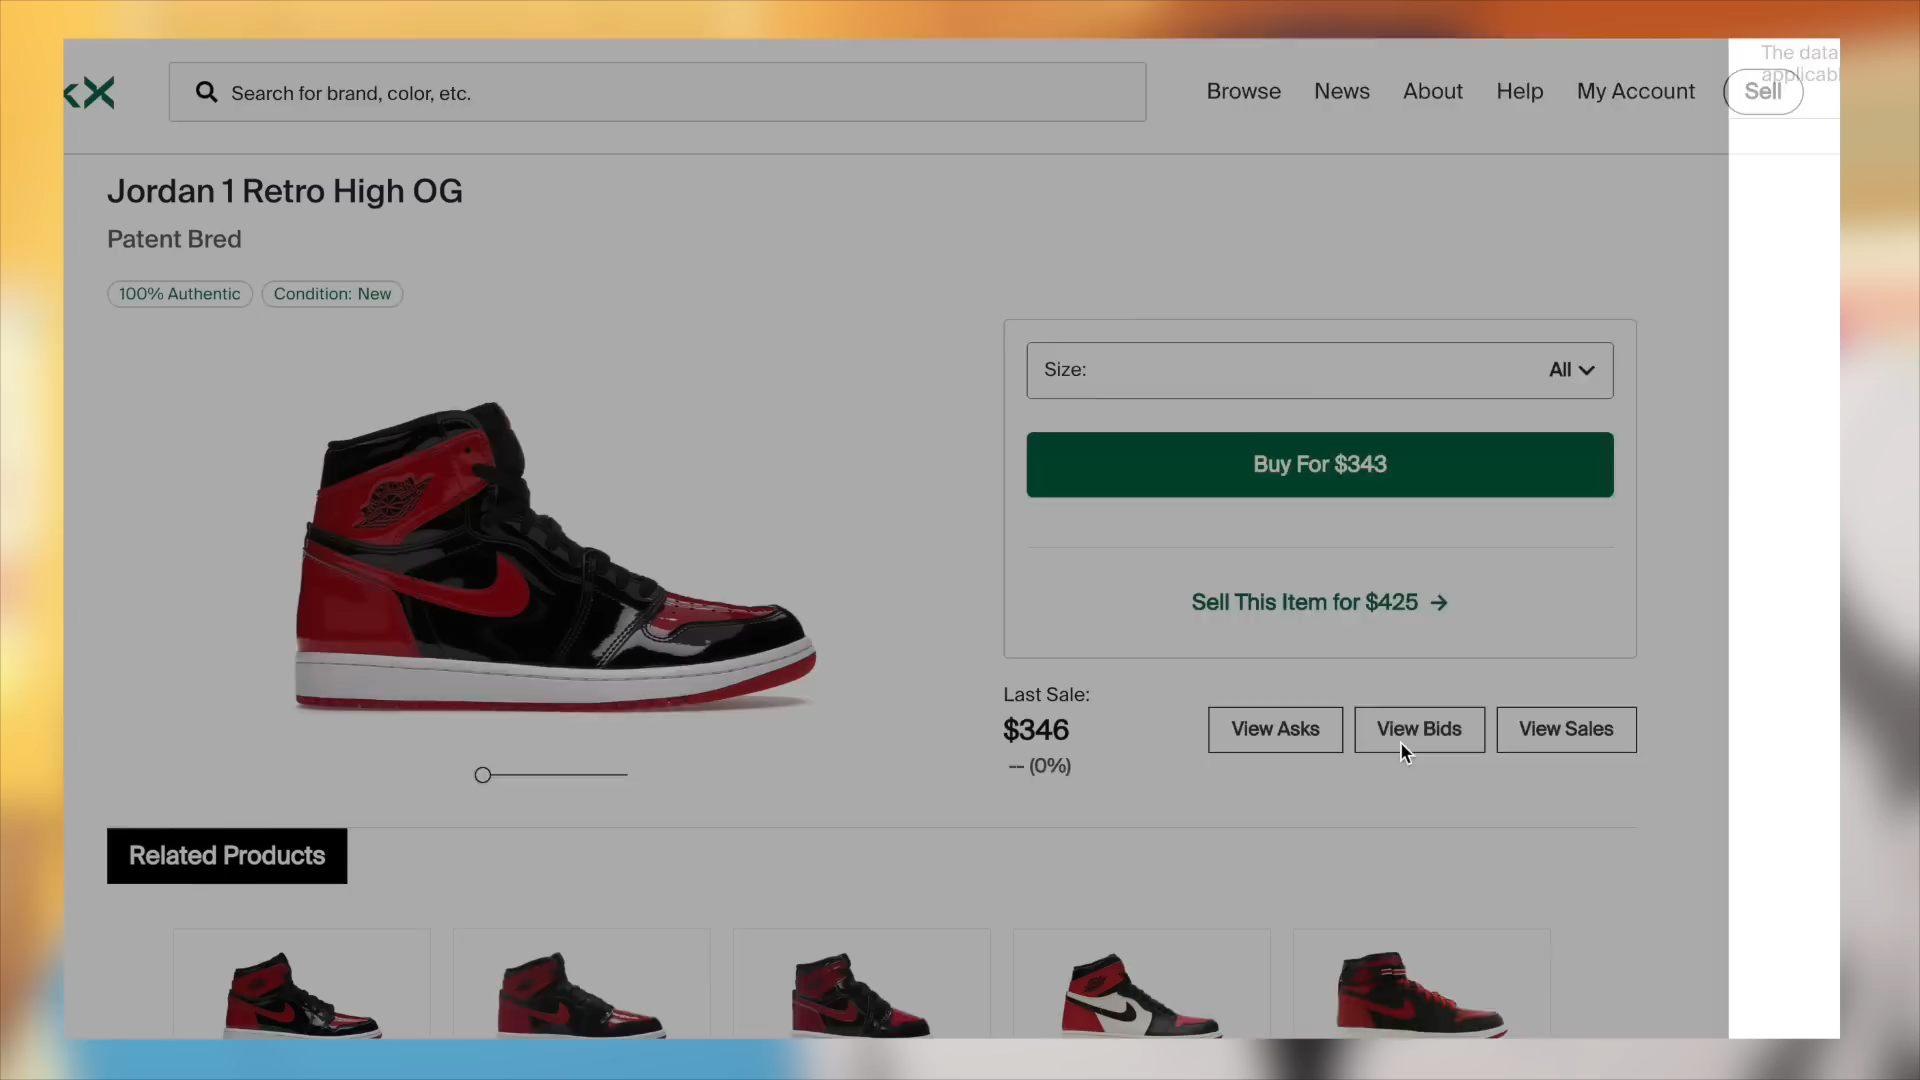 Search for brand, color, etc.
Browse
News
About
Help
My Account
Sell
The data
applicab
Jordan 1 Retro High OG
Patent Bred
100% Authentic
Condition: New
Size:
All
Buy For $343
Sell This Item for $425 →
Last Sale:
$346
-- (0%)
View Asks
View Bids
View Sales
Related Products